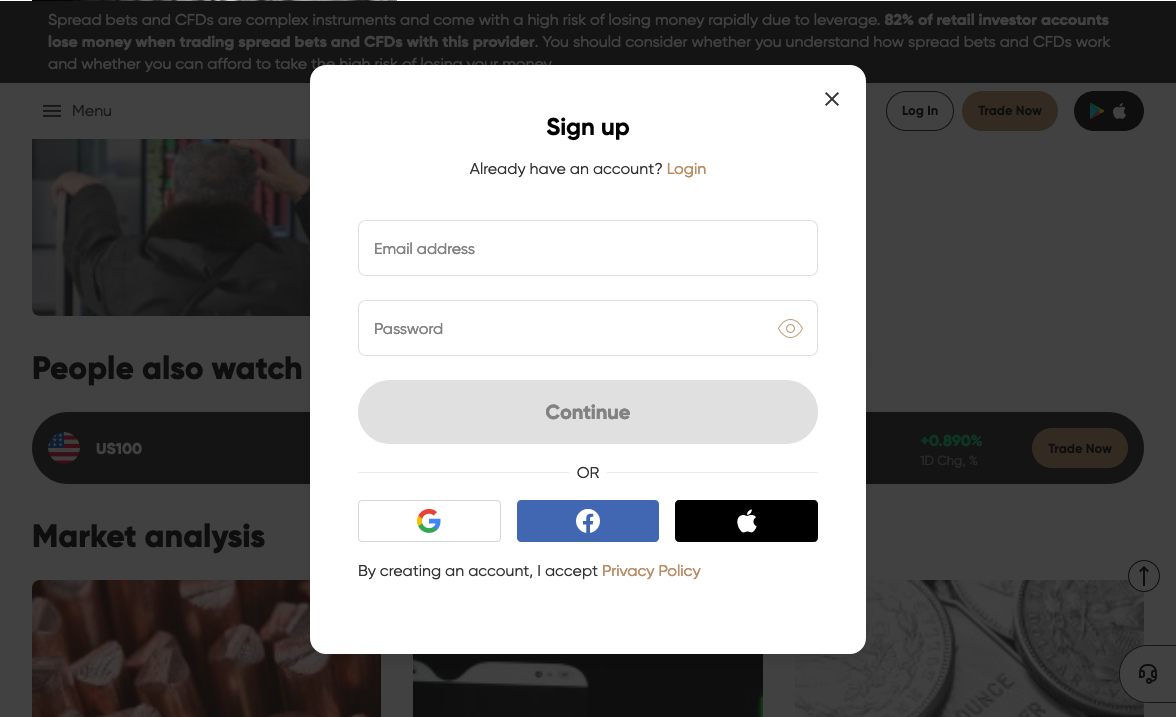 Spread bets and CFDs are complex instruments and come with a high risk of losing money rapidly due to leverage. 82% of retail investor accounts
lose money when trading spread bets and CFDs with this provider. You should consider whether you understand how spread bets and CFDs work
and whether you can afford to take the high risk of losing your money.
Menu
Log In
Trade Now
Sign up
Already have an account? Login
Email address
Password
Continue
OR
By creating an account, I accept Privacy Policy
People also watch
US100
+0.890%
1D Chg, %
Trade Now
Market analysis
OUNCE